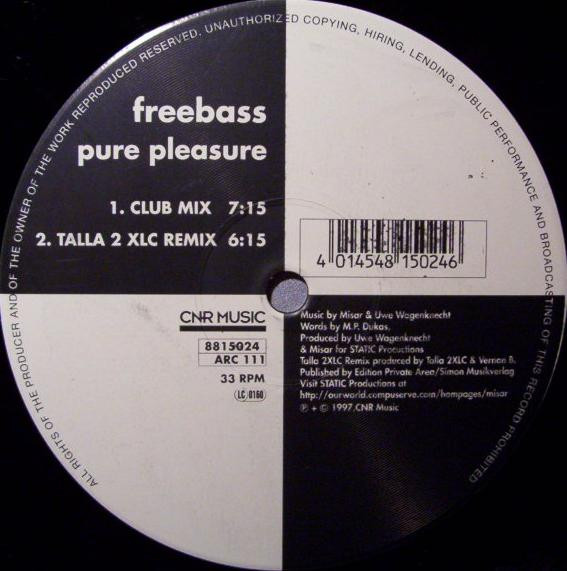 ALL RIGHTS OF THE PRODUCER AND OF THE OWNER OF THE WORK REPRODUCED RESERVED. UNAUTHORIZED COPYING, HIRING, LENDING, PUBLIC PERFORMANCE AND BROADCASTING OF THIS RECORD PROHIBITED
freebass
pure pleasure
1. CLUB MIX 7:15
2. TALLA 2 XLC REMIX 6:15
4 014548 150246
CNR MUSIC
8815024
ARC 111
33 RPM
LC 0160
Music by Misar & Uwe Wagenknecht
Words by M.P. Dukas,
Produced by Uwe Wagenknecht
& Misar for STATIC Productions
Talla 2XLC Remix produced by Talla 2XLC & Vernon B.
Published by Edition Private Area/Simon Musikverlag
Visit STATIC Productions at
http://ourworld.compuserve.com/hompages/misar
℗ + © 1997 CNR Music